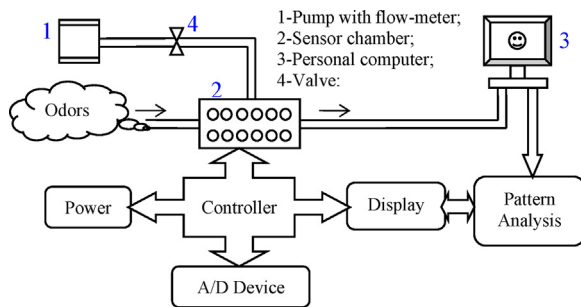 1
4
1-Pump with flow-meter;
2-Sensor chamber;
3-Personal computer;
4-Valve:
3
2
Odors
Power
Controller
Display
Pattern
Analysis
A/D Device